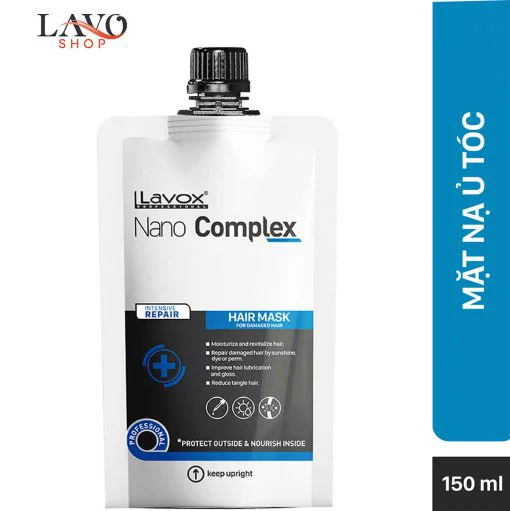 LAVO
SHOP
Lavox®
PROFESSIONAL
Nano Complex
INTENSIVE
REPAIR
HAIR MASK
FOR DAMAGED HAIR
Moisturize and revitalize hair.
Repair damaged hair by sunshine,
dye or perm.
Improve hair lubrication
and gloss.
Reduce tangle hair.
PROFESSIONAL
*PROTECT OUTSIDE & NOURISH INSIDE
keep upright
MẶT NẠ Ủ TÓC
150 ml